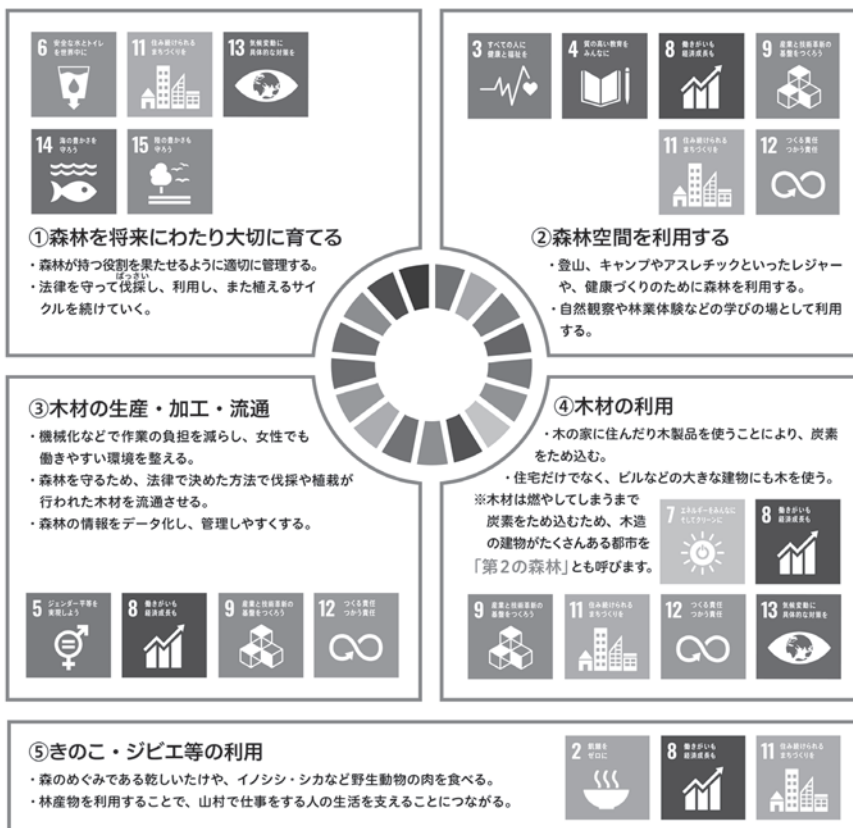 6 安全な水とトイレ
を世界中に
11 住み続けられる
まちづくりを
13 気候変動に
具体的な対策を
14 海の豊かさを
守ろう
15 陸の豊かさも
守ろう
①森林を将来にわたり大切に育てる
・森林が持つ役割を果たせるように適切に管理する。
ばっさい
・法律を守って伐採し、利用し、また植えるサイ
クルを続けていく。
3 すべての人に
健康と福祉を
4 質の高い教育を
みんなに
8 働きがいも
経済成長も
9 産業と技術革新の
基盤をつくろう
11 住み続けられる
まちづくりを
12 つくる責任
つかう責任
②森林空間を利用する
・登山、キャンプやアスレチックといったレジャー
や、健康づくりのために森林を利用する。
・自然観察や林業体験などの学びの場として利用
する。
③木材の生産・加工・流通
・機械化などで作業の負担を減らし、女性でも
働きやすい環境を整える。
・森林を守るため、法律で決めた方法で伐採や植栽が
行われた木材を流通させる。
・森林の情報をデータ化し、管理しやすくする。
5 ジェンダー平等を
実現しよう
8 働きがいも
経済成長も
9 産業と技術革新の
基盤をつくろう
12 つくる責任
つかう責任
④木材の利用
・木の家に住んだり木製品を使うことにより、炭素
をため込む。
・住宅だけでなく、ビルなどの大きな建物にも木を使う。
※木材は燃やしてしまうまで
炭素をため込むため、木造
の建物がたくさんある都市を
「第2の森林」とも呼びます。
7 エネルギーをみんなに
そしてクリーンに
8 働きがいも
経済成長も
9 産業と技術革新の
基盤をつくろう
11 住み続けられる
まちづくりを
12 つくる責任
つかう責任
13 気候変動に
具体的な対策を
⑤きのこ・ジビエ等の利用
・森のめぐみである乾しいたけや、イノシシ・シカなど野生動物の肉を食べる。
・林産物を利用することで、山村で仕事をする人の生活を支えることにつながる。
2 飢餓を
ゼロに
8 働きがいも
経済成長も
11 住み続けられる
まちづくりを